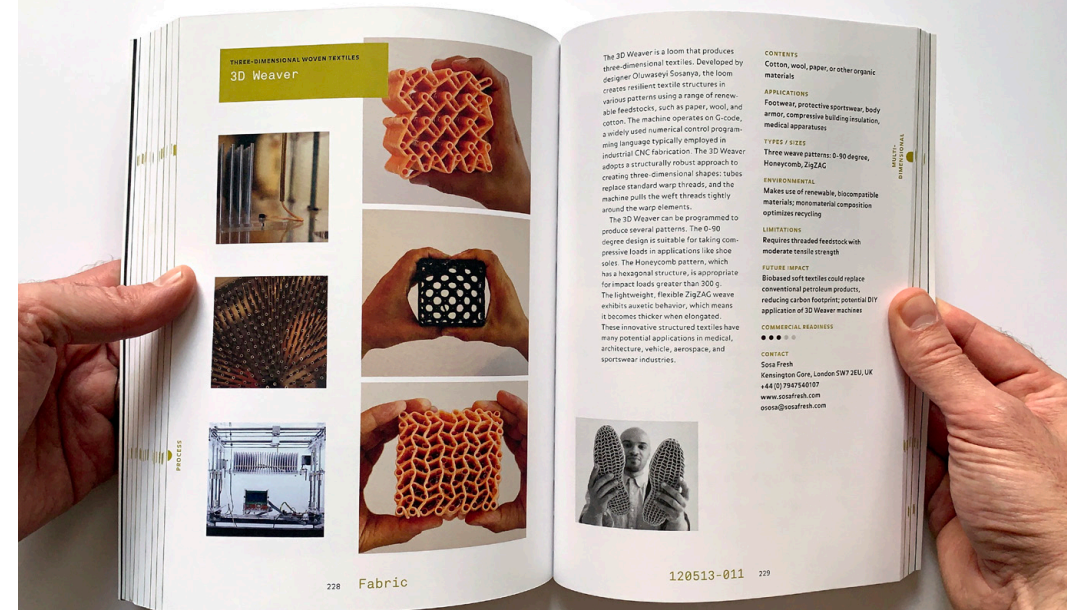 THREE-DIMENSIONAL WOVEN TEXTILES
3D Weaver
PROCESS
228 Fabric
The 3D Weaver is a loom that produces
three-dimensional textiles. Developed by
designer Oluwaseyi Sosanya, the loom
creates resilient textile structures in
various patterns using a range of renew-
able feedstocks, such as paper, wool, and
cotton. The machine operates on G-code,
a widely used numerical control program-
ming language typically employed in
industrial CNC fabrication. The 3D Weaver
adopts a structurally robust approach to
creating three-dimensional shapes: tubes
replace standard warp threads, and the
machine pulls the weft threads tightly
around the warp elements.
The 3D Weaver can be programmed to
produce several patterns. The 0-90
degree design is suitable for taking com-
pressive loads in applications like shoe
soles. The Honeycomb pattern, which
has a hexagonal structure, is appropriate
for impact loads greater than 300 g.
The lightweight, flexible ZigZAG weave
exhibits auxetic behavior, which means
it becomes thicker when elongated.
These innovative structured textiles have
many potential applications in medical,
architecture, vehicle, aerospace, and
sportswear industries.
CONTENTS
Cotton, wool, paper, or other organic
materials
APPLICATIONS
Footwear, protective sportswear, body
armor, compressive building insulation,
medical apparatuses
TYPES / SIZES
Three weave patterns: 0-90 degree,
Honeycomb, ZigZAG
ENVIRONMENTAL
Makes use of renewable, biocompatible
materials; monomaterial composition
optimizes recycling
LIMITATIONS
Requires threaded feedstock with
moderate tensile strength
FUTURE IMPACT
Biobased soft textiles could replace
conventional petroleum products,
reducing carbon footprint; potential DIY
application of 3D Weaver machines
COMMERCIAL READINESS
CONTACT
Sosa Fresh
Kensington Gore, London SW7 2EU, UK
+44 (0) 7947540107
www.sosafresh.com
ososa@sosafresh.com
MULTI-
DIMENSIONAL
120513-011 229